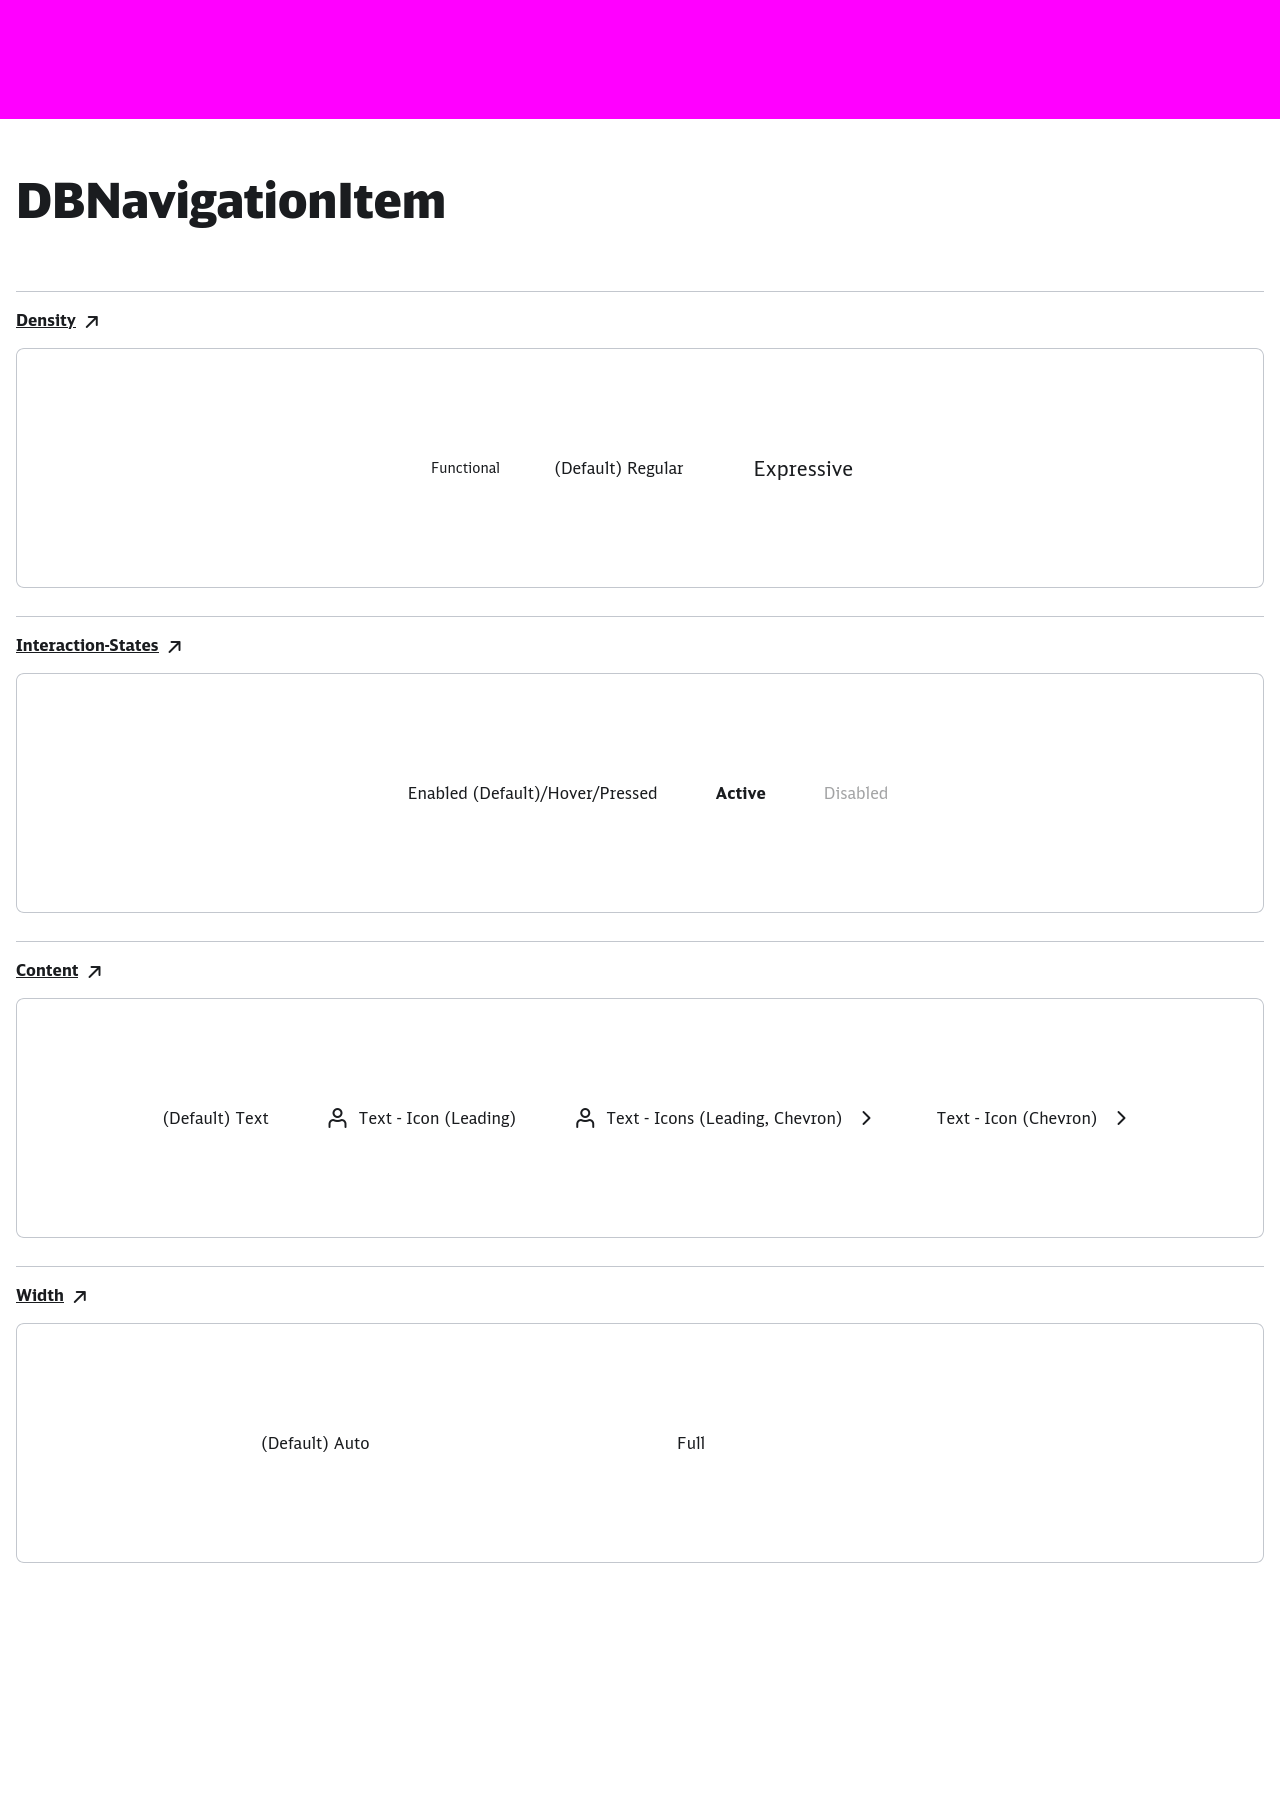 DBNavigationItem
Density
Functional (Default) Regular Expressive
Interaction-States
Enabled (Default)/Hover/Pressed Active Disabled
Content
(Default) Text Text - Icon (Leading) Text - Icons (Leading, Chevron) Text - Icon (Chevron)
Width
(Default) Auto Full